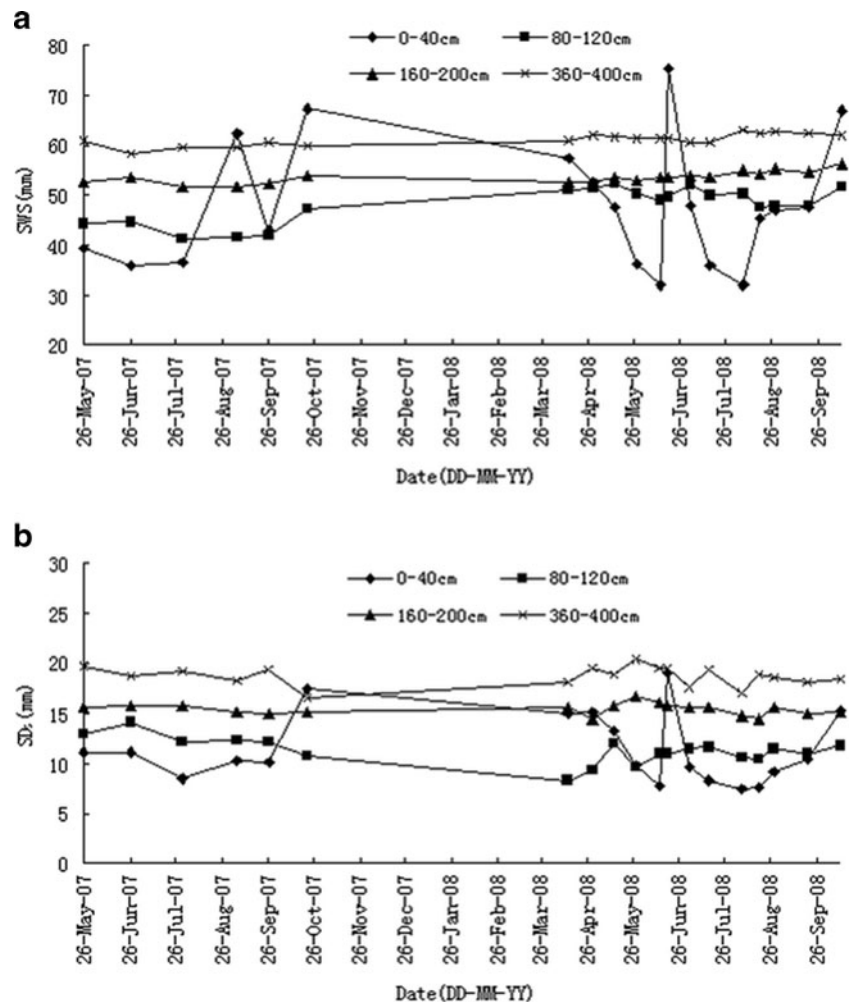 a
0-40cm 80-120cm
160-200cm 360-400cm
80
70
60
50
40
30
20
SWS(mm)
26-May-07
26-Jun-07
26-Jul-07
26-Aug-07
26-Sep-07
26-Oct-07
26-Nov-07
26-Dec-07
26-Jan-08
26-Feb-08
26-Mar-08
26-Apr-08
26-May-08
26-Jun-08
26-Jul-08
26-Aug-08
26-Sep-08
Date(DD-MM-YY)
b
0-40cm 80-120cm
160-200cm 360-400cm
30
25
20
15
10
5
0
(mm)
26-May-07
26-Jun-07
26-Jul-07
26-Aug-07
26-Sep-07
26-Oct-07
26-Nov-07
26-Dec-07
26-Jan-08
26-Feb-08
26-Mar-08
26-Apr-08
26-May-08
26-Jun-08
26-Jul-08
26-Aug-08
26-Sep-08
Date(DD-MM-YY)